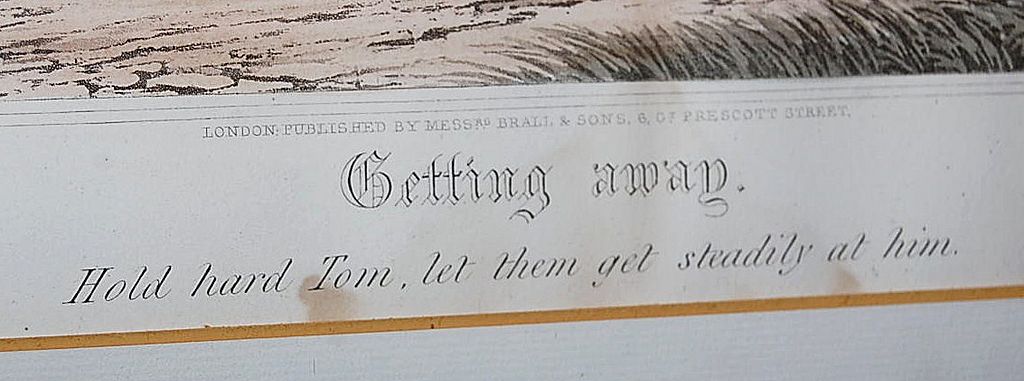 LONDON; PUBLISHED BY MESSRS BRALL & SONS, 6, GT PRESCOTT STREET,
Getting away.
Hold hard Tom, let them get steadily at him.